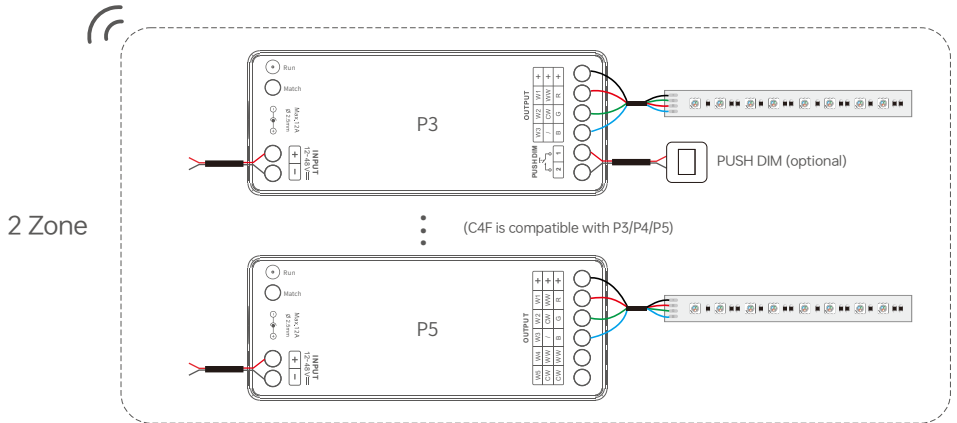 2 Zone
Run
Match
Max,12A
Ø 2.5mm
INPUT
12~48V
+
−
P3
OUTPUT
+ + +
W1 WW R
W2 CW G
W3 / B
PUSH DIM
1
2
PUSH DIM (optional)
(C4F is compatible with P3/P4/P5)
Run
Match
Max,12A
Ø 2.5mm
INPUT
12~48V
+
−
P5
OUTPUT
+ + +
W1 WW R
W2 CW G
W3 / B
W4 WW WW
W5 CW CW